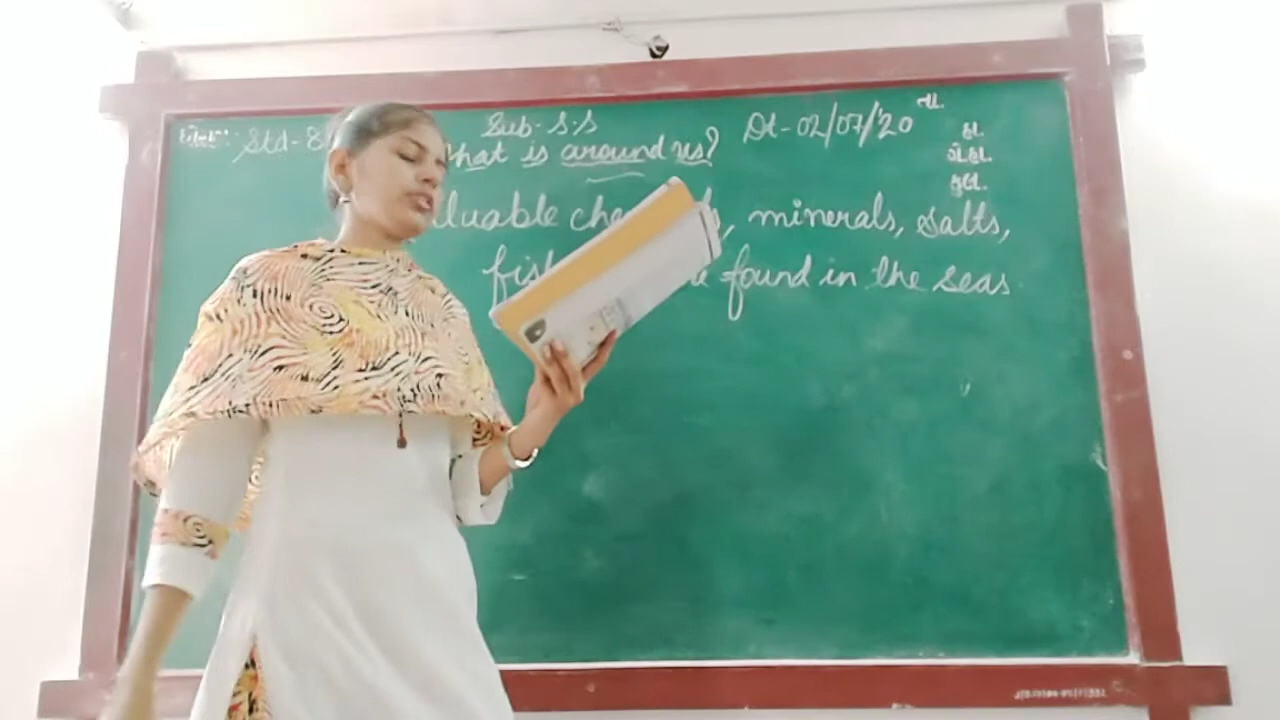 Std-8 Sub-S.S Dt-02/07/'20 તા.
What is around us? હા.
ગે.હા.
કુલ.
luable che, minerals, salts,
fish found in the seas